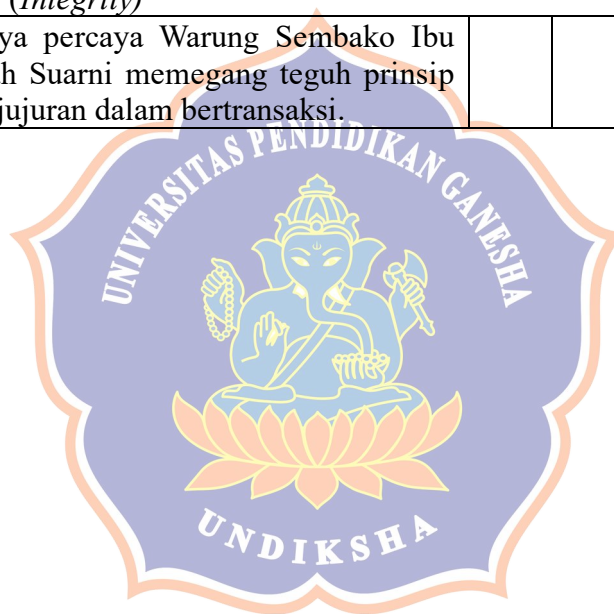 (Integrity)
ya percaya Warung Sembako Ibu
h Suarni memegang teguh prinsip
jujuran dalam bertransaksi.
UNIVERSITAS PENDIDIKAN GANESHA
UNDIKSHA